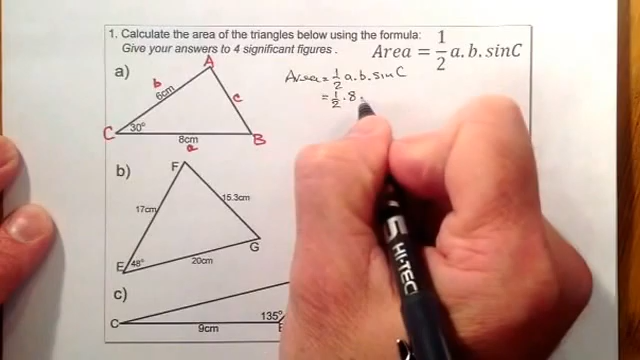 1. Calculate the area of the triangles below using the formula:
Give your answers to 4 significant figures .
Area = 1/2 a.b.sinC
a)
A
b
6cm
c
C
30°
8cm
a
B
Area = 1/2 a.b.sinC
= 1/2 . 8 .
b)
F
17cm
15.3cm
E
48°
20cm
G
c)
C
9cm
135°
V5
HI-TEC